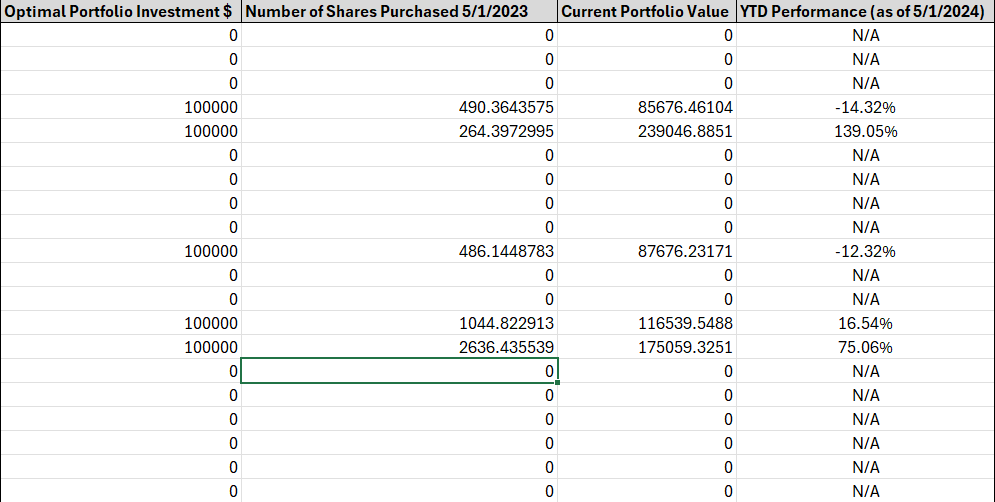 Optimal Portfolio Investment $ Number of Shares Purchased 5/1/2023 Current Portfolio Value YTD Performance (as of 5/1/2024)
0 0 0 N/A
0 0 0 N/A
0 0 0 N/A
100000 490.3643575 85676.46104 -14.32%
100000 264.3972995 239046.8851 139.05%
0 0 0 N/A
0 0 0 N/A
0 0 0 N/A
0 0 0 N/A
100000 486.1448783 87676.23171 -12.32%
0 0 0 N/A
0 0 0 N/A
100000 1044.822913 116539.5488 16.54%
100000 2636.435539 175059.3251 75.06%
0 0 0 N/A
0 0 0 N/A
0 0 0 N/A
0 0 0 N/A
0 0 0 N/A
0 0 0 N/A